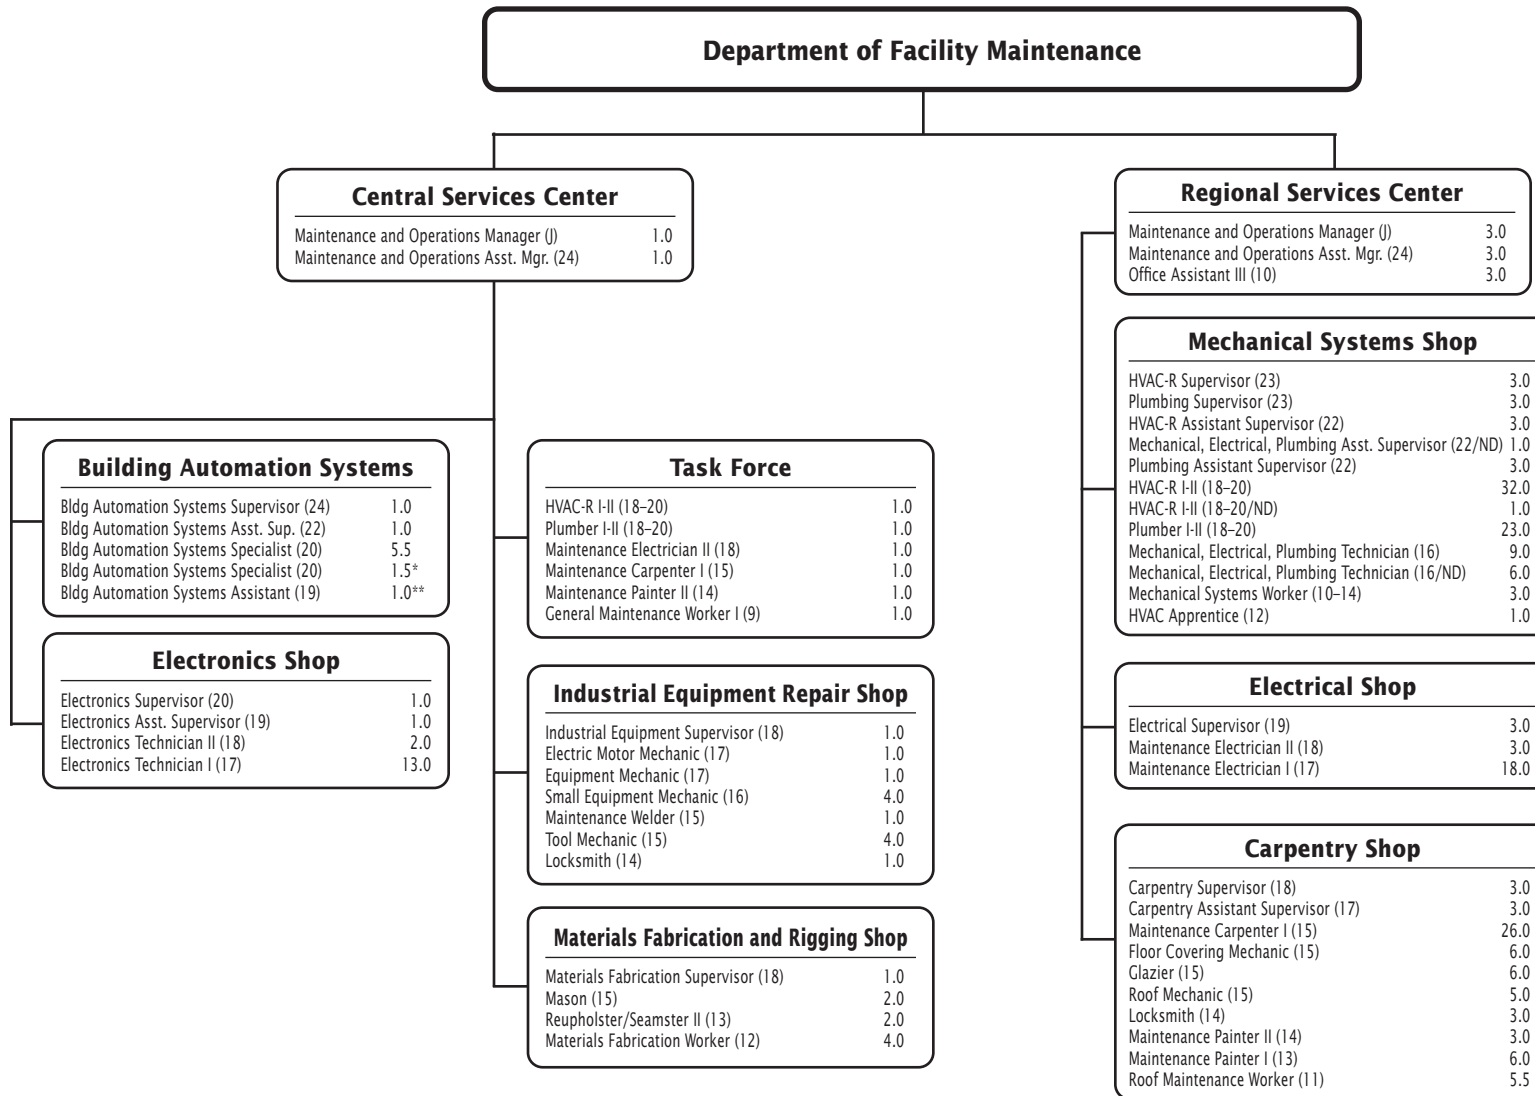 Department of Facility Maintenance
Central Services Center
Maintenance and Operations Manager (J) 1.0
Maintenance and Operations Asst. Mgr. (24) 1.0
Building Automation Systems
Bldg Automation Systems Supervisor (24) 1.0
Bldg Automation Systems Asst. Sup. (22) 1.0
Bldg Automation Systems Specialist (20) 5.5
Bldg Automation Systems Specialist (20) 1.5*
Bldg Automation Systems Assistant (19) 1.0**
Electronics Shop
Electronics Supervisor (20) 1.0
Electronics Asst. Supervisor (19) 1.0
Electronics Technician II (18) 2.0
Electronics Technician I (17) 13.0
Task Force
HVAC-R I-II (18–20) 1.0
Plumber I-II (18–20) 1.0
Maintenance Electrician II (18) 1.0
Maintenance Carpenter I (15) 1.0
Maintenance Painter II (14) 1.0
General Maintenance Worker I (9) 1.0
Industrial Equipment Repair Shop
Industrial Equipment Supervisor (18) 1.0
Electric Motor Mechanic (17) 1.0
Equipment Mechanic (17) 1.0
Small Equipment Mechanic (16) 4.0
Maintenance Welder (15) 1.0
Tool Mechanic (15) 4.0
Locksmith (14) 1.0
Materials Fabrication and Rigging Shop
Materials Fabrication Supervisor (18) 1.0
Mason (15) 2.0
Reupholster/Seamster II (13) 2.0
Materials Fabrication Worker (12) 4.0
Regional Services Center
Maintenance and Operations Manager (J) 3.0
Maintenance and Operations Asst. Mgr. (24) 3.0
Office Assistant III (10) 3.0
Mechanical Systems Shop
HVAC-R Supervisor (23) 3.0
Plumbing Supervisor (23) 3.0
HVAC-R Assistant Supervisor (22) 3.0
Mechanical, Electrical, Plumbing Asst. Supervisor (22/ND) 1.0
Plumbing Assistant Supervisor (22) 3.0
HVAC-R I-II (18–20) 32.0
HVAC-R I-II (18–20/ND) 1.0
Plumber I-II (18–20) 23.0
Mechanical, Electrical, Plumbing Technician (16) 9.0
Mechanical, Electrical, Plumbing Technician (16/ND) 6.0
Mechanical Systems Worker (10–14) 3.0
HVAC Apprentice (12) 1.0
Electrical Shop
Electrical Supervisor (19) 3.0
Maintenance Electrician II (18) 3.0
Maintenance Electrician I (17) 18.0
Carpentry Shop
Carpentry Supervisor (18) 3.0
Carpentry Assistant Supervisor (17) 3.0
Maintenance Carpenter I (15) 26.0
Floor Covering Mechanic (15) 6.0
Glazier (15) 6.0
Roof Mechanic (15) 5.0
Locksmith (14) 3.0
Maintenance Painter II (14) 3.0
Maintenance Painter I (13) 6.0
Roof Maintenance Worker (11) 5.5